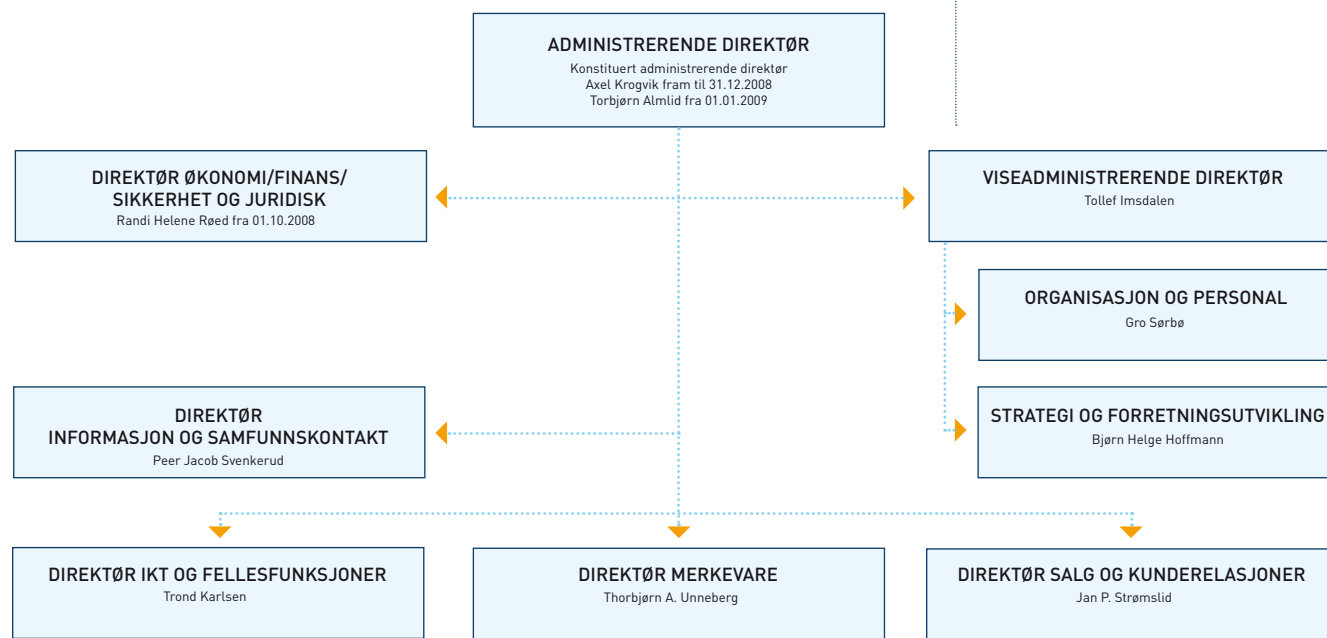 ADMINISTRERENDE DIREKTØR
Konstituert administrerende direktør
Axel Krogvik fram til 31.12.2008
Torbjørn Almlid fra 01.01.2009
DIREKTØR ØKONOMI/FINANS/
SIKKERHET OG JURIDISK
Randi Helene Røed fra 01.10.2008
VISEADMINISTRERENDE DIREKTØR
Tollef Imsdalen
ORGANISASJON OG PERSONAL
Gro Sørbø
DIREKTØR
INFORMASJON OG SAMFUNNSKONTAKT
Peer Jacob Svenkerud
STRATEGI OG FORRETNINGSUTVIKLING
Bjørn Helge Hoffmann
DIREKTØR IKT OG FELLESFUNKSJONER
Trond Karlsen
DIREKTØR MERKEVARE
Thorbjørn A. Unneberg
DIREKTØR SALG OG KUNDERELASJONER
Jan P. Strømslid